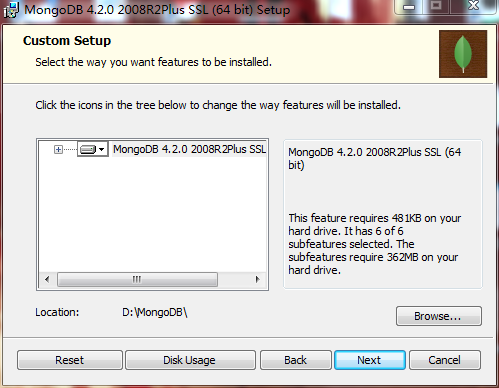 MongoDB 4.2.0 2008R2Plus SSL (64 bit) Setup
Custom Setup
Select the way you want features to be installed.
Click the icons in the tree below to change the way features will be installed.
MongoDB 4.2.0 2008R2Plus SSL
MongoDB 4.2.0 2008R2Plus SSL (64
bit)
This feature requires 481KB on your
hard drive. It has 6 of 6
subfeatures selected. The
subfeatures require 362MB on your
hard drive.
Location: D:\MongoDB\
Browse...
Reset Disk Usage Back Next Cancel